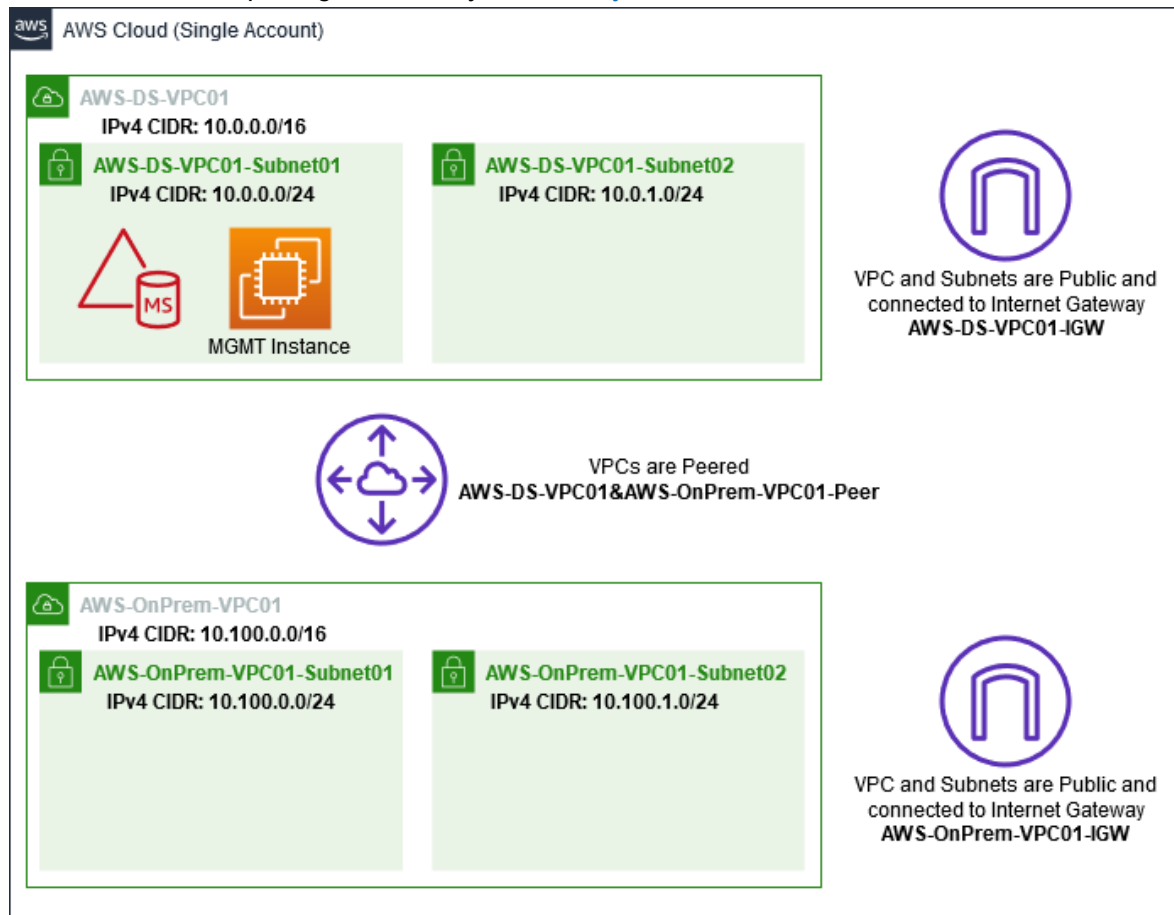 aws
AWS Cloud (Single Account)
AWS-DS-VPC01
IPv4 CIDR: 10.0.0.0/16
AWS-DS-VPC01-Subnet01
IPv4 CIDR: 10.0.0.0/24
MS
MGMT Instance
AWS-DS-VPC01-Subnet02
IPv4 CIDR: 10.0.1.0/24
VPC and Subnets are Public and
connected to Internet Gateway
AWS-DS-VPC01-IGW
VPCs are Peered
AWS-DS-VPC01&AWS-OnPrem-VPC01-Peer
AWS-OnPrem-VPC01
IPv4 CIDR: 10.100.0.0/16
AWS-OnPrem-VPC01-Subnet01
IPv4 CIDR: 10.100.0.0/24
AWS-OnPrem-VPC01-Subnet02
IPv4 CIDR: 10.100.1.0/24
VPC and Subnets are Public and
connected to Internet Gateway
AWS-OnPrem-VPC01-IGW